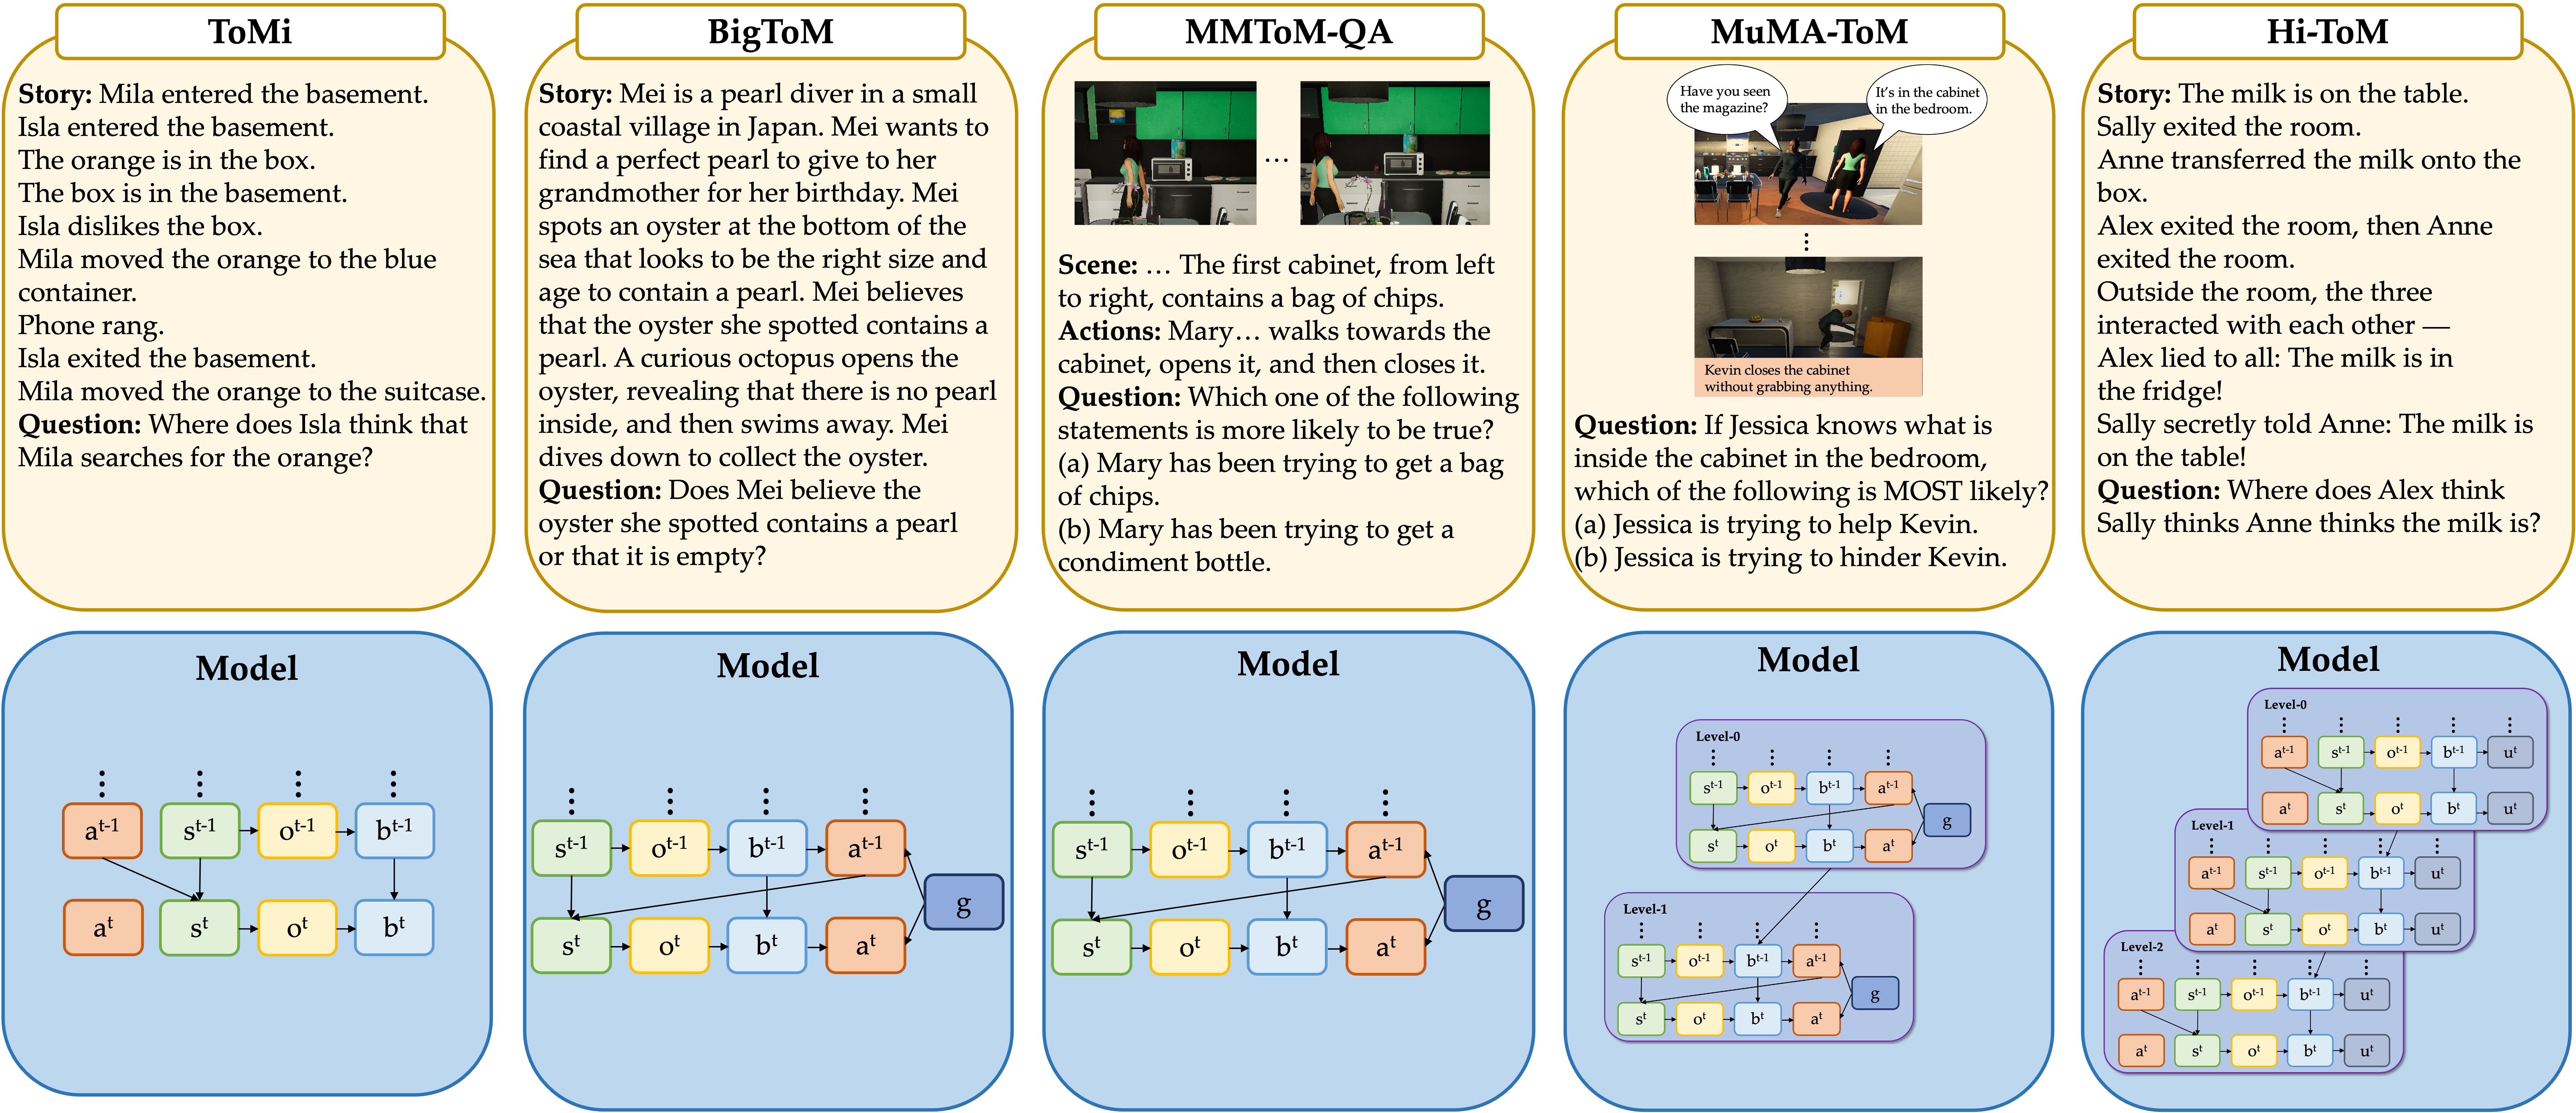 ToMi
Story: Mila entered the basement.
Isla entered the basement.
The orange is in the box.
The box is in the basement.
Isla dislikes the box.
Mila moved the orange to the blue
container.
Phone rang.
Isla exited the basement.
Mila moved the orange to the suitcase.
Question: Where does Isla think that
Mila searches for the orange?
BigToM
Story: Mei is a pearl diver in a small
coastal village in Japan. Mei wants to
find a perfect pearl to give to her
grandmother for her birthday. Mei
spots an oyster at the bottom of the
sea that looks to be the right size and
age to contain a pearl. Mei believes
that the oyster she spotted contains a
pearl. A curious octopus opens the
oyster, revealing that there is no pearl
inside, and then swims away. Mei
dives down to collect the oyster.
Question: Does Mei believe the
oyster she spotted contains a pearl
or that it is empty?
MMToM-QA
...
Scene: … The first cabinet, from left
to right, contains a bag of chips.
Actions: Mary… walks towards the
cabinet, opens it, and then closes it.
Question: Which one of the following
statements is more likely to be true?
(a) Mary has been trying to get a bag
of chips.
(b) Mary has been trying to get a
condiment bottle.
MuMA-ToM
Have you seen
the magazine?
It's in the cabinet
in the bedroom.
Kevin closes the cabinet
without grabbing anything.
Question: If Jessica knows what is
inside the cabinet in the bedroom,
which of the following is MOST likely?
(a) Jessica is trying to help Kevin.
(b) Jessica is trying to hinder Kevin.
Hi-ToM
Story: The milk is on the table.
Sally exited the room.
Anne transferred the milk onto the
box.
Alex exited the room, then Anne
exited the room.
Outside the room, the three
interacted with each other —
Alex lied to all: The milk is in
the fridge!
Sally secretly told Anne: The milk is
on the table!
Question: Where does Alex think
Sally thinks Anne thinks the milk is?
Model
a^t-1 s^t-1 o^t-1 b^t-1
a^t s^t o^t b^t
Model
s^t-1 o^t-1 b^t-1 a^t-1
g
s^t o^t b^t a^t
Model
s^t-1 o^t-1 b^t-1 a^t-1
g
s^t o^t b^t a^t
Model
Level-0
s^t-1 o^t-1 b^t-1 a^t-1
g
s^t o^t b^t a^t
Level-1
s^t-1 o^t-1 b^t-1 a^t-1
g
s^t o^t b^t a^t
Model
Level-0
a^t-1 s^t-1 o^t-1 b^t-1 u^t
a^t s^t o^t b^t u^t
Level-1
a^t-1 s^t-1 o^t-1 b^t-1 u^t
a^t s^t o^t b^t u^t
Level-2
a^t-1 s^t-1 o^t-1 b^t-1 u^t
a^t s^t o^t b^t u^t